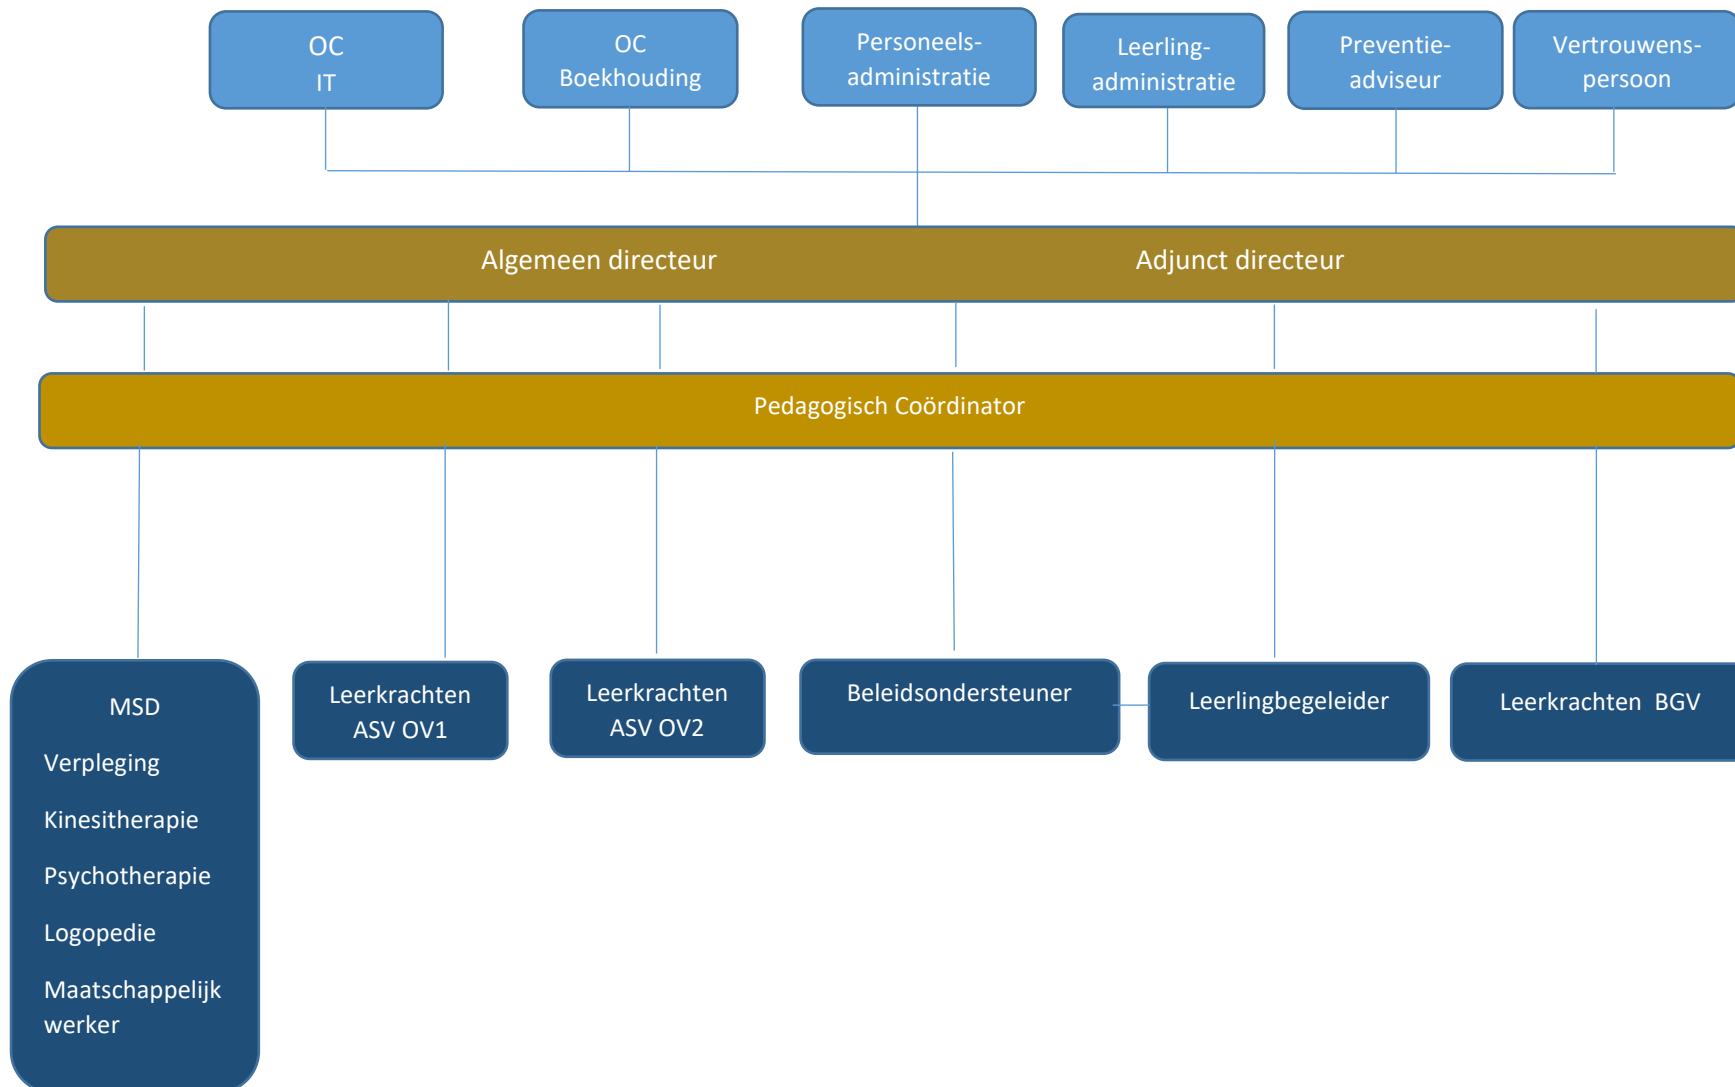 OC
IT
OC
Boekhouding
Personeels-
administratie
Leerling-
administratie
Preventie-
adviseur
Vertrouwens-
persoon
Algemeen directeur
Adjunct directeur
Pedagogisch Coördinator
MSD
Verpleging
Kinesitherapie
Psychotherapie
Logopedie
Maatschappelijk
werker
Leerkrachten
ASV OV1
Leerkrachten
ASV OV2
Beleidsondersteuner
Leerlingbegeleider
Leerkrachten  BGV